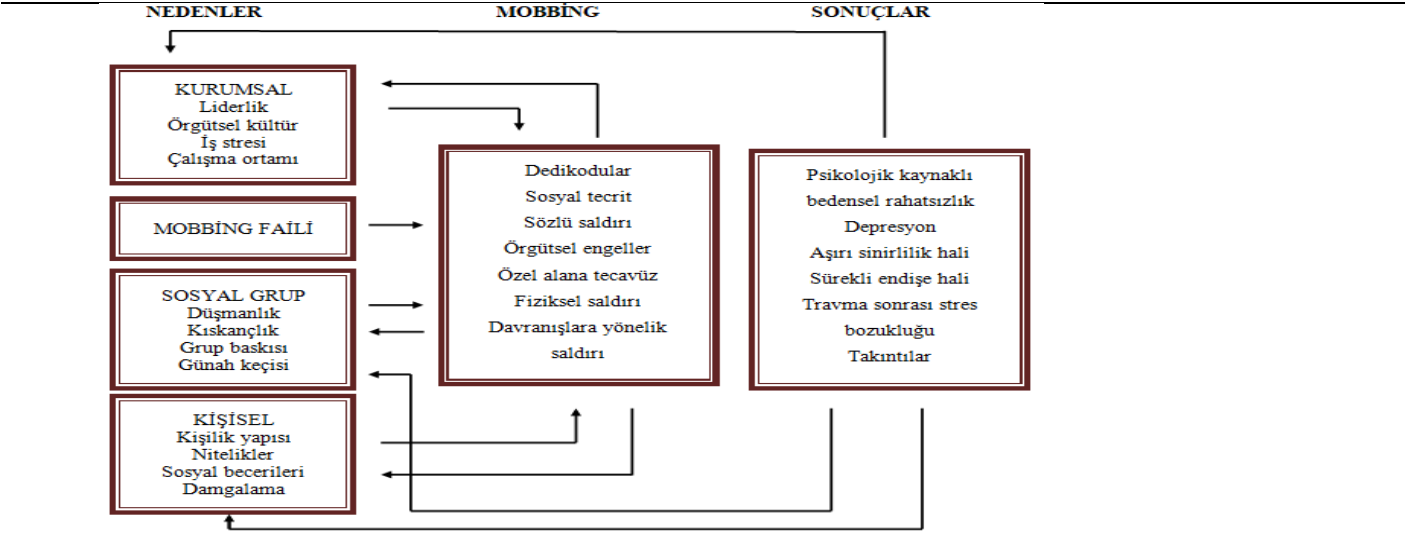 NEDENLER
MOBBİNG
SONUÇLAR
KURUMSAL
Liderlik
Örgütsel kültür
İş stresi
Çalışma ortamı
MOBBİNG FAİLİ
SOSYAL GRUP
Düşmanlık
Kıskançlık
Grup baskısı
Günah keçisi
KİŞİSEL
Kişilik yapısı
Nitelikler
Sosyal becerileri
Damgalama
Dedikodular
Sosyal tecrit
Sözlü saldırı
Örgütsel engeller
Özel alana tecavüz
Fiziksel saldırı
Davranışlara yönelik
saldırı
Psikolojik kaynaklı
bedensel rahatsızlık
Depresyon
Aşırı sinirlilik hali
Sürekli endişe hali
Travma sonrası stres
bozukluğu
Takıntılar